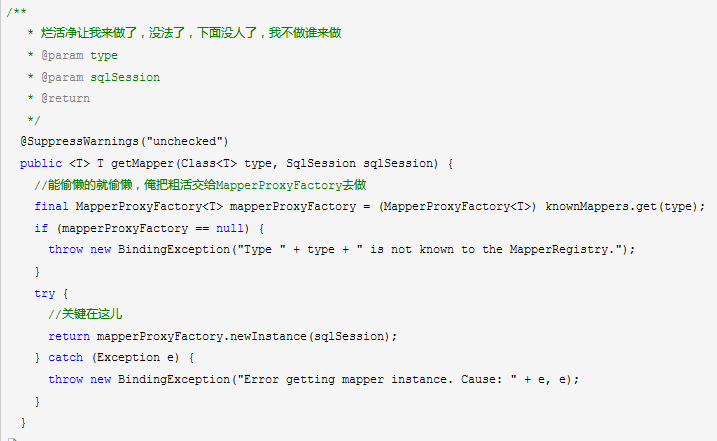 /**
* 烂活净让我来做了，没法了，下面没人了，我不做谁来做
* @param type
* @param sqlSession
* @return
*/
@SuppressWarnings("unchecked")
public <T> T getMapper(Class<T> type, SqlSession sqlSession) {
//能偷懒的就偷懒，俺把粗活交给MapperProxyFactory去做
final MapperProxyFactory<T> mapperProxyFactory = (MapperProxyFactory<T>) knownMappers.get(type);
if (mapperProxyFactory == null) {
throw new BindingException("Type " + type + " is not known to the MapperRegistry.");
}
try {
//关键在这儿
return mapperProxyFactory.newInstance(sqlSession);
} catch (Exception e) {
throw new BindingException("Error getting mapper instance. Cause: " + e, e);
}
}